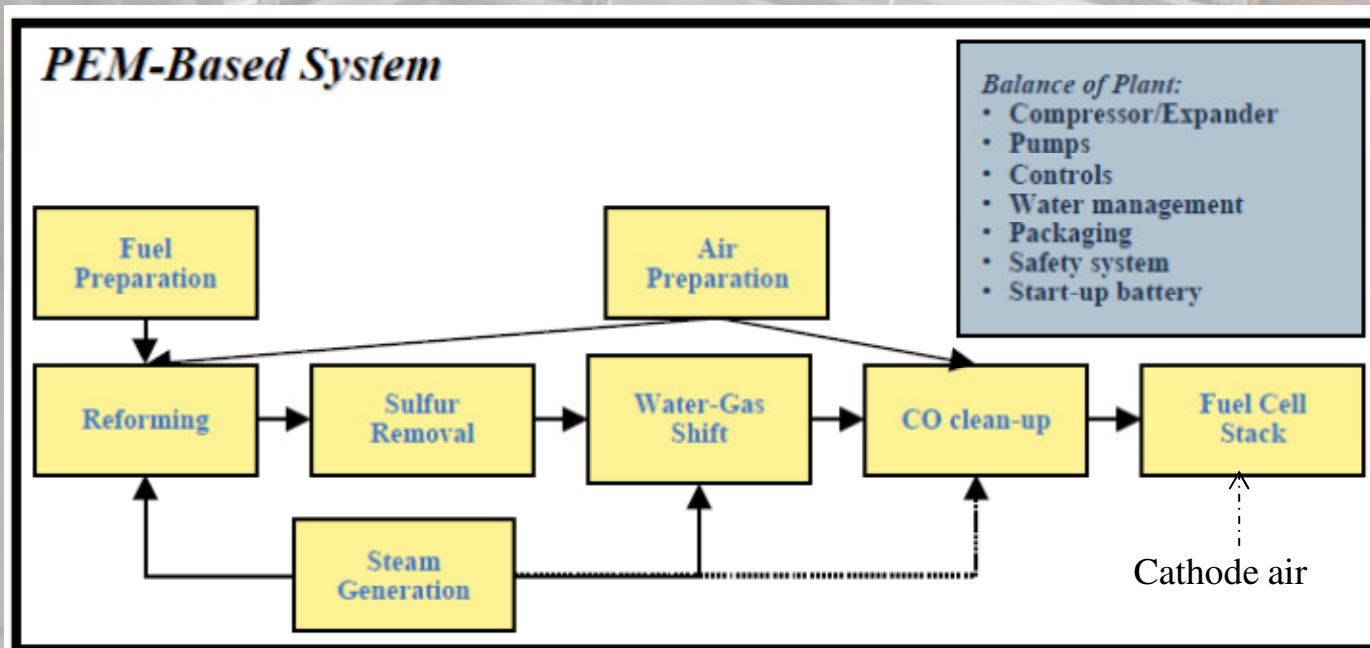 PEM-Based System
Balance of Plant:
• Compressor/Expander
• Pumps
• Controls
• Water management
• Packaging
• Safety system
• Start-up battery
Fuel
Preparation
Air
Preparation
Reforming
Sulfur
Removal
Water-Gas
Shift
CO clean-up
Fuel Cell
Stack
Steam
Generation
Cathode air